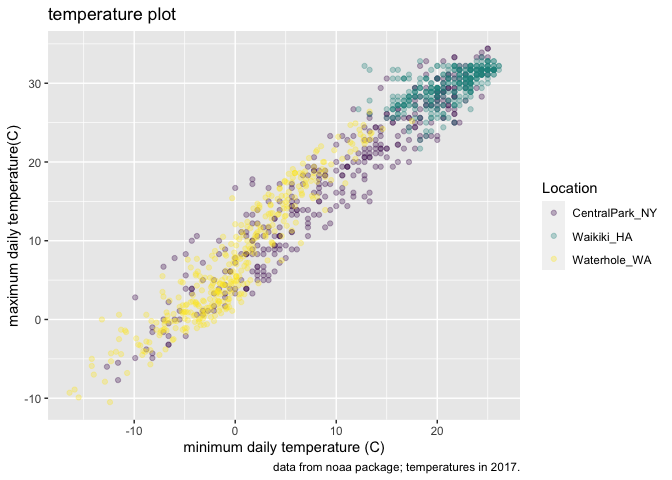 temperature plot
maximum daily temperature(C)
30
20
10
0
-10
-10
0
10
20
minimum daily temperature (C)
data from noaa package; temperatures in 2017.
Location
CentralPark_NY
Waikiki_HA
Waterhole_WA